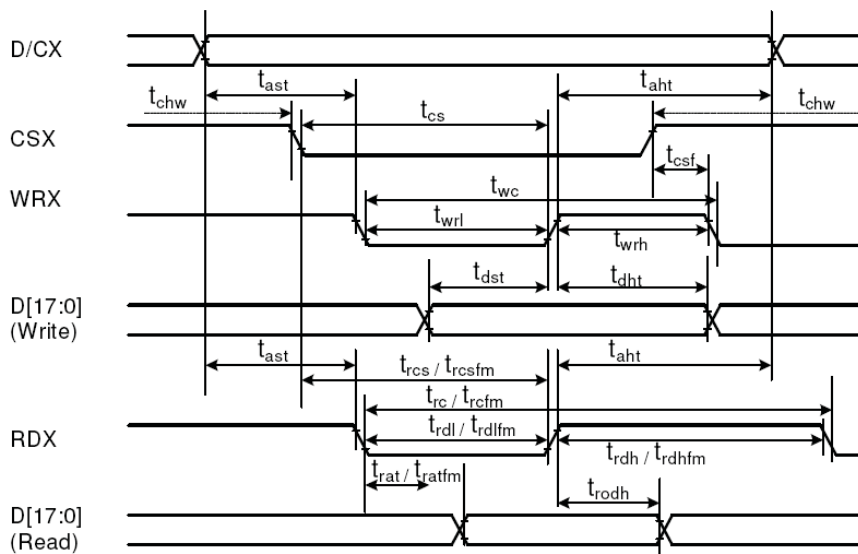 D/CX
t_ast t_aht
t_chw t_chw
t_cs
CSX
t_csf
WRX
t_wc
t_wrl t_wrh
t_dst t_dht
D[17:0]
(Write)
t_ast t_aht
t_rcs / t_rcsfm
t_rc / t_rcfm
RDX
t_rdl / t_rdlfm
t_rdh / t_rdhfm
t_rat / t_ratfm
t_rodh
D[17:0]
(Read)